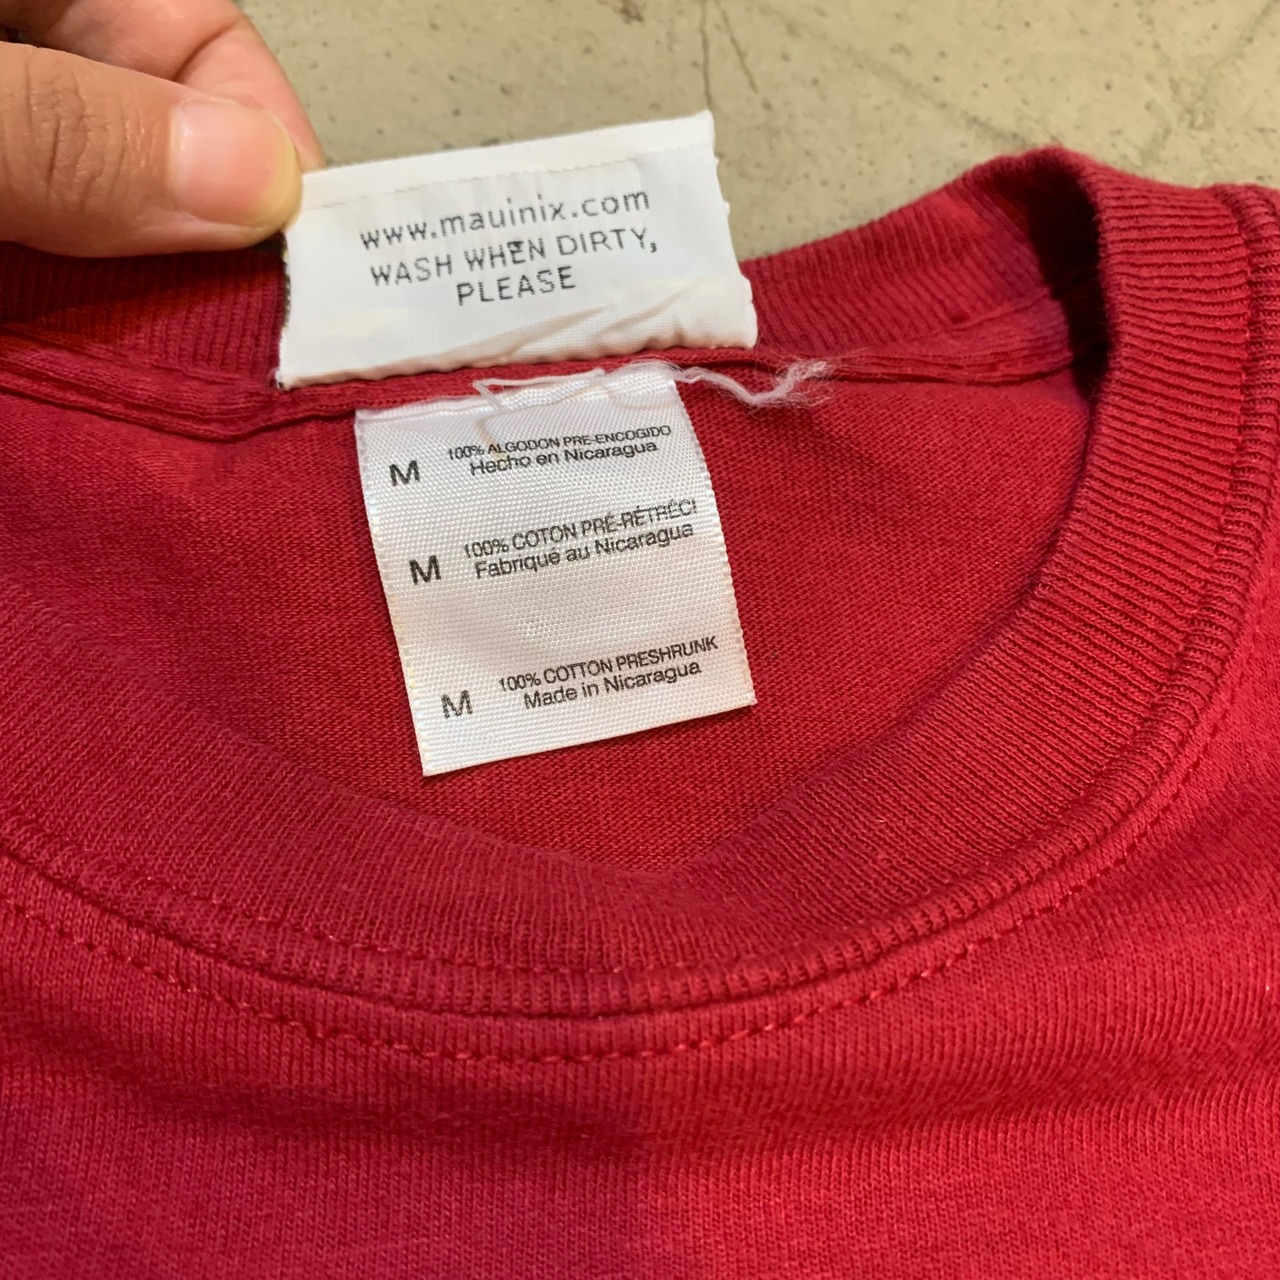 www.mauinix.com
WASH WHEN DIRTY,
PLEASE
M
100% ALGODON PRE-ENCOGIDO
Hecho en Nicaragua
M
100% COTON PRÉ-RÉTRÉCI
Fabriqué au Nicaragua
M
100% COTTON PRESHRUNK
Made in Nicaragua